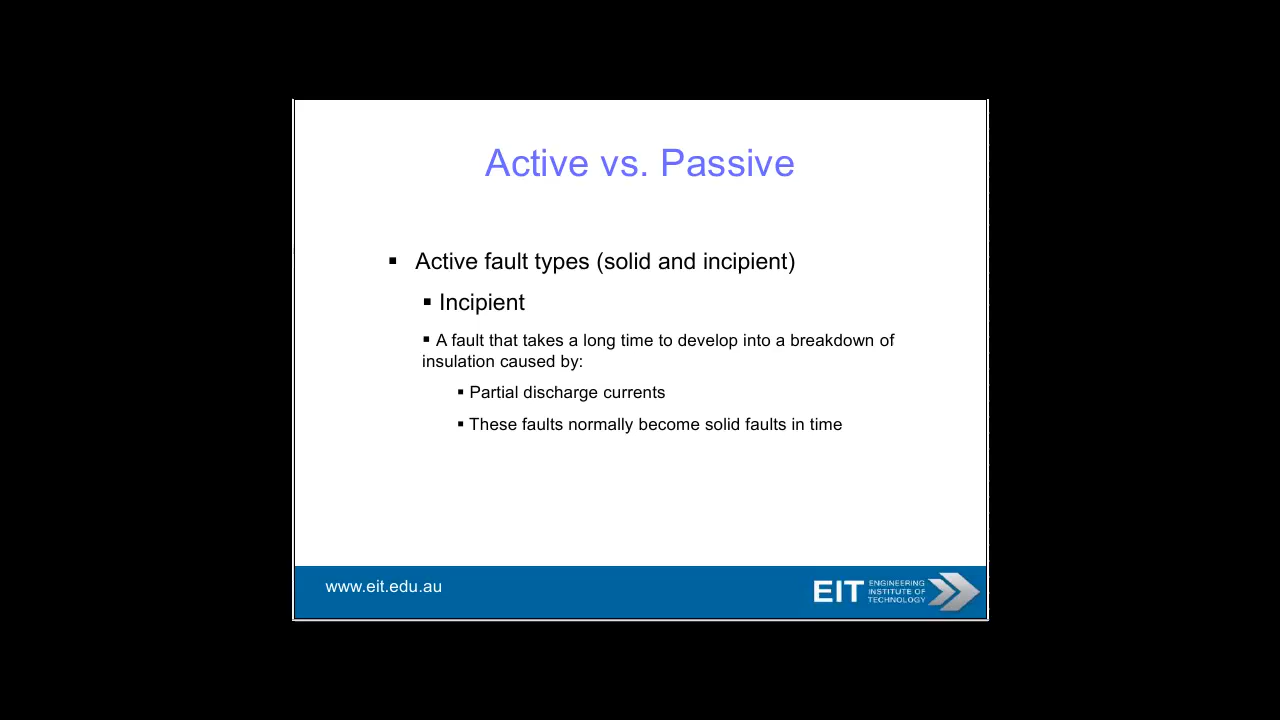 Active vs. Passive
▪ Active fault types (solid and incipient)
▪ Incipient
▪ A fault that takes a long time to develop into a breakdown of
insulation caused by:
▪ Partial discharge currents
▪ These faults normally become solid faults in time
www.eit.edu.au
EIT
ENGINEERING
INSTITUTE OF
TECHNOLOGY